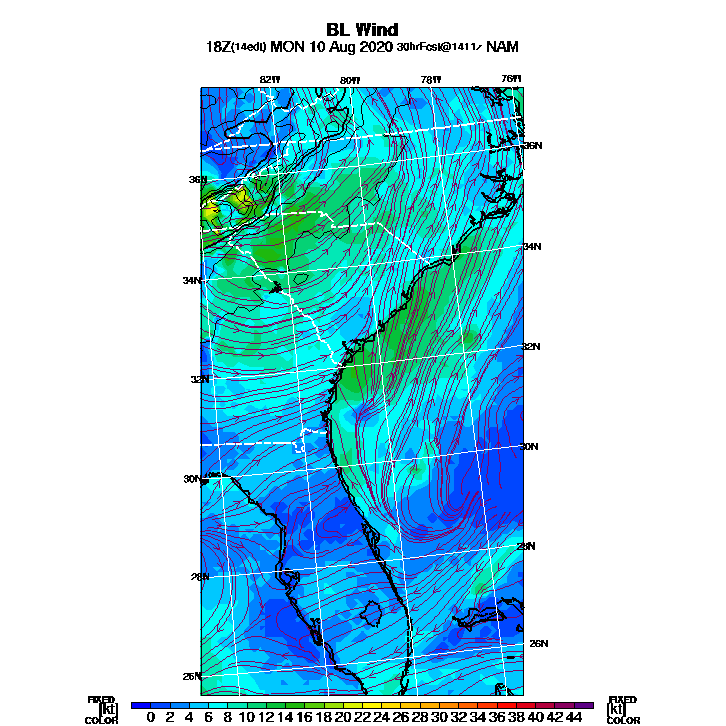 BL Wind
18Z(14edt) MON 10 Aug 2020 30hrFcst@1411z NAM
82W 80W 78W 76W
36N 36N
34N 34N
32N 32N
30N 30N
28N 28N
26N 26N
FIXED FIXED
[kt] 0 2 4 6 8 10 12 14 16 18 20 22 24 26 28 30 32 34 36 38 40 42 44 [kt]
COLOR COLOR